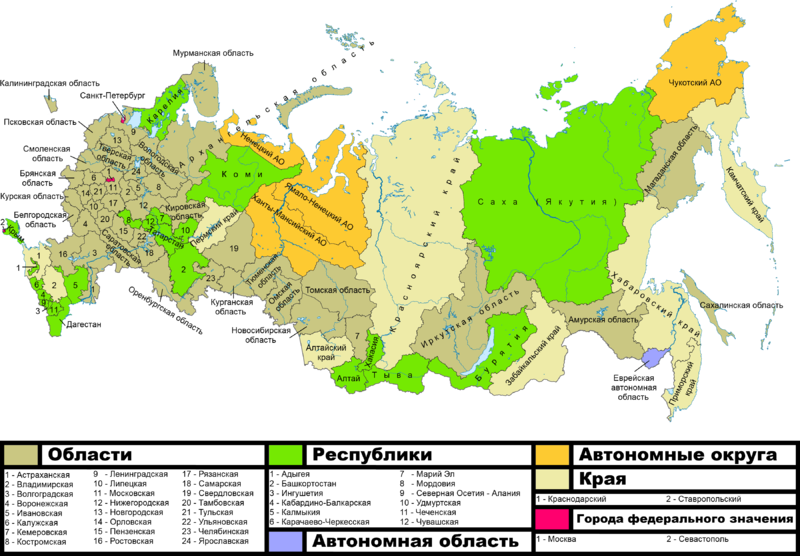 Мурманская область
Калининградская область
Санкт-Петербург
Псковская область
Смоленская область
Брянская область
Курская область
Белгородская область
Крым
Карелия
Архангельская область
Вологодская
Тверская область
Ненецкий АО
Коми
Ямало-Ненецкий АО
Ханты-Мансийский АО
Кировская область
Пермский край
Татарстан
Саратовская область
Оренбургская область
Дагестан
Курганская область
Тюменская область
Омская область
Новосибирская область
Томская область
Алтайский край
Алтай
Хакасия
Тыва
Красноярский край
Иркутская область
Бурятия
Забайкальский край
Саха (Якутия)
Амурская область
Еврейская автономная область
Хабаровский край
Приморский край
Сахалинская область
Магаданская область
Камчатский край
Чукотский АО
Области
1 - Астраханская
2 - Владимирская
3 - Волгоградская
4 - Воронежская
5 - Ивановская
6 - Калужская
7 - Кемеровская
8 - Костромская
9 - Ленинградская
10 - Липецкая
11 - Московская
12 - Нижегородская
13 - Новгородская
14 - Орловская
15 - Пензенская
16 - Ростовская
17 - Рязанская
18 - Самарская
19 - Свердловская
20 - Тамбовская
21 - Тульская
22 - Ульяновская
23 - Челябинская
24 - Ярославская
Республики
1 - Адыгея
2 - Башкортостан
3 - Ингушетия
4 - Кабардино-Балкарская
5 - Калмыкия
6 - Карачаево-Черкесская
7 - Марий Эл
8 - Мордовия
9 - Северная Осетия - Алания
10 - Удмуртская
11 - Чеченская
12 - Чувашская
Автономная область
Автономные округа
Края
1 - Краснодарский
2 - Ставропольский
Города федерального значения
1 - Москва
2 - Севастополь